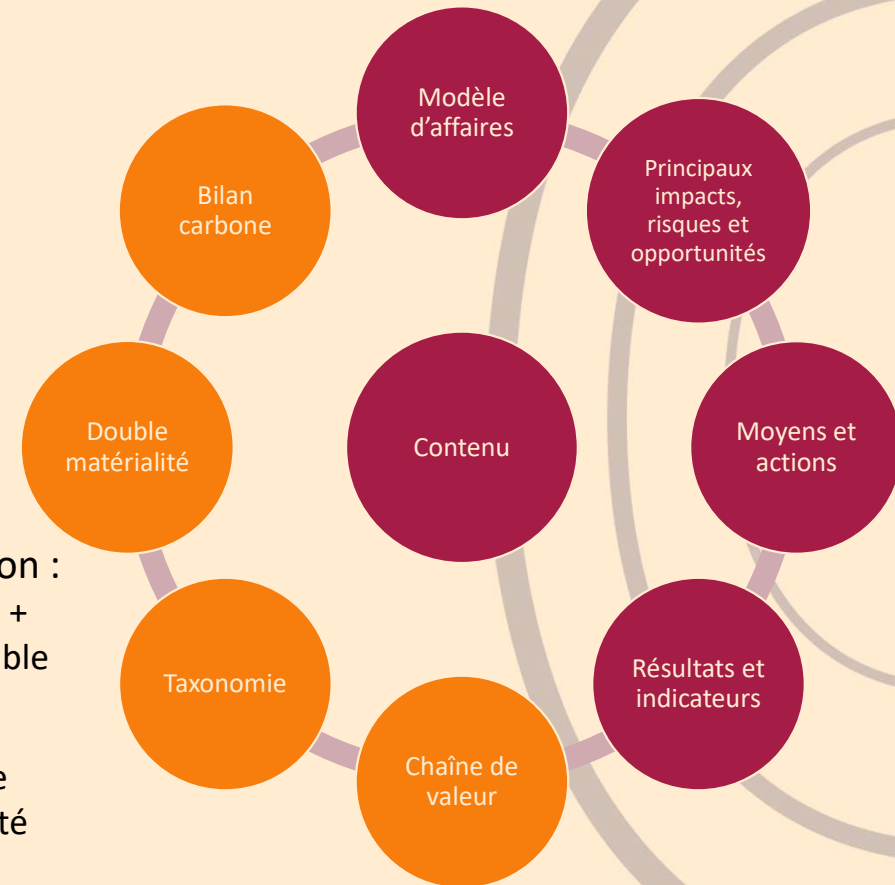 Modèle
d'affaires
Principaux
impacts,
risques et
opportunités
Moyens et
actions
Résultats et
indicateurs
Chaîne de
valeur
Taxonomie
Double
matérialité
Bilan
carbone
Contenu
on :
+
ble
e
té